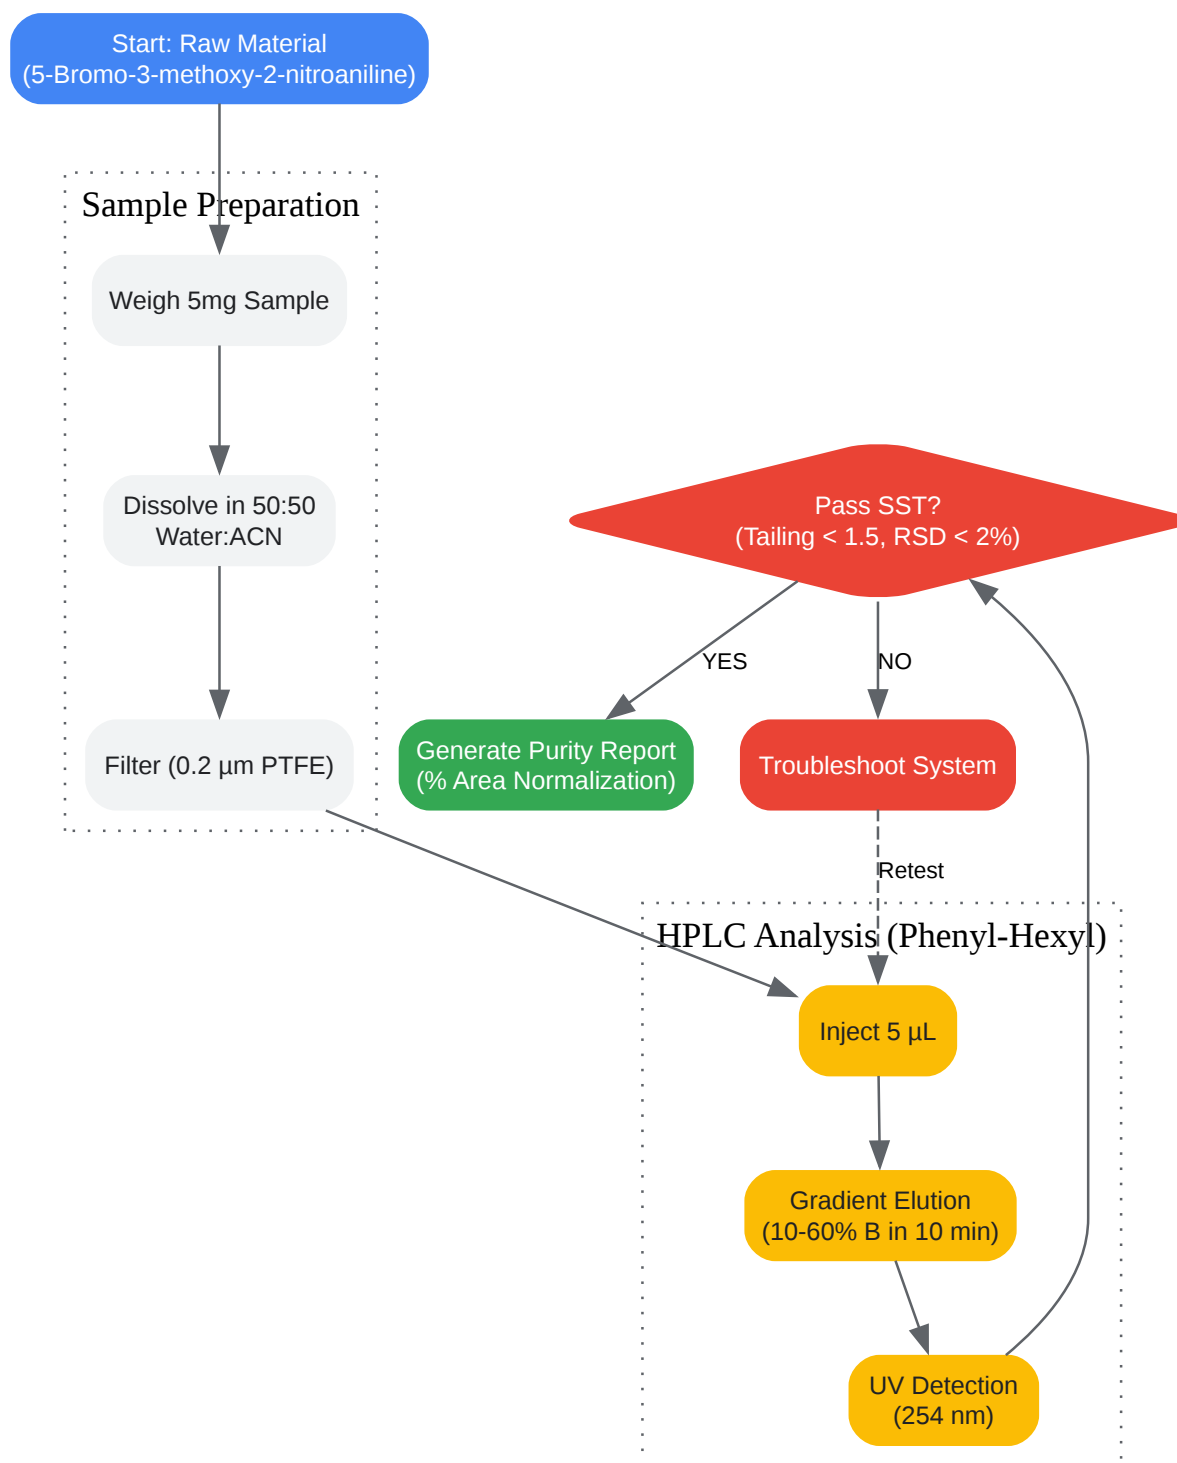 Start: Raw Material
(5-Bromo-3-methoxy-2-nitroaniline)
Sample Preparation
Weigh 5mg Sample
Dissolve in 50:50
Water:ACN
Filter (0.2 µm PTFE)
Pass SST?
(Tailing < 1.5, RSD < 2%)
YES
NO
Generate Purity Report
(% Area Normalization)
Troubleshoot System
Retest
HPLC Analysis (Phenyl-Hexyl)
Inject 5 µL
Gradient Elution
(10-60% B in 10 min)
UV Detection
(254 nm)